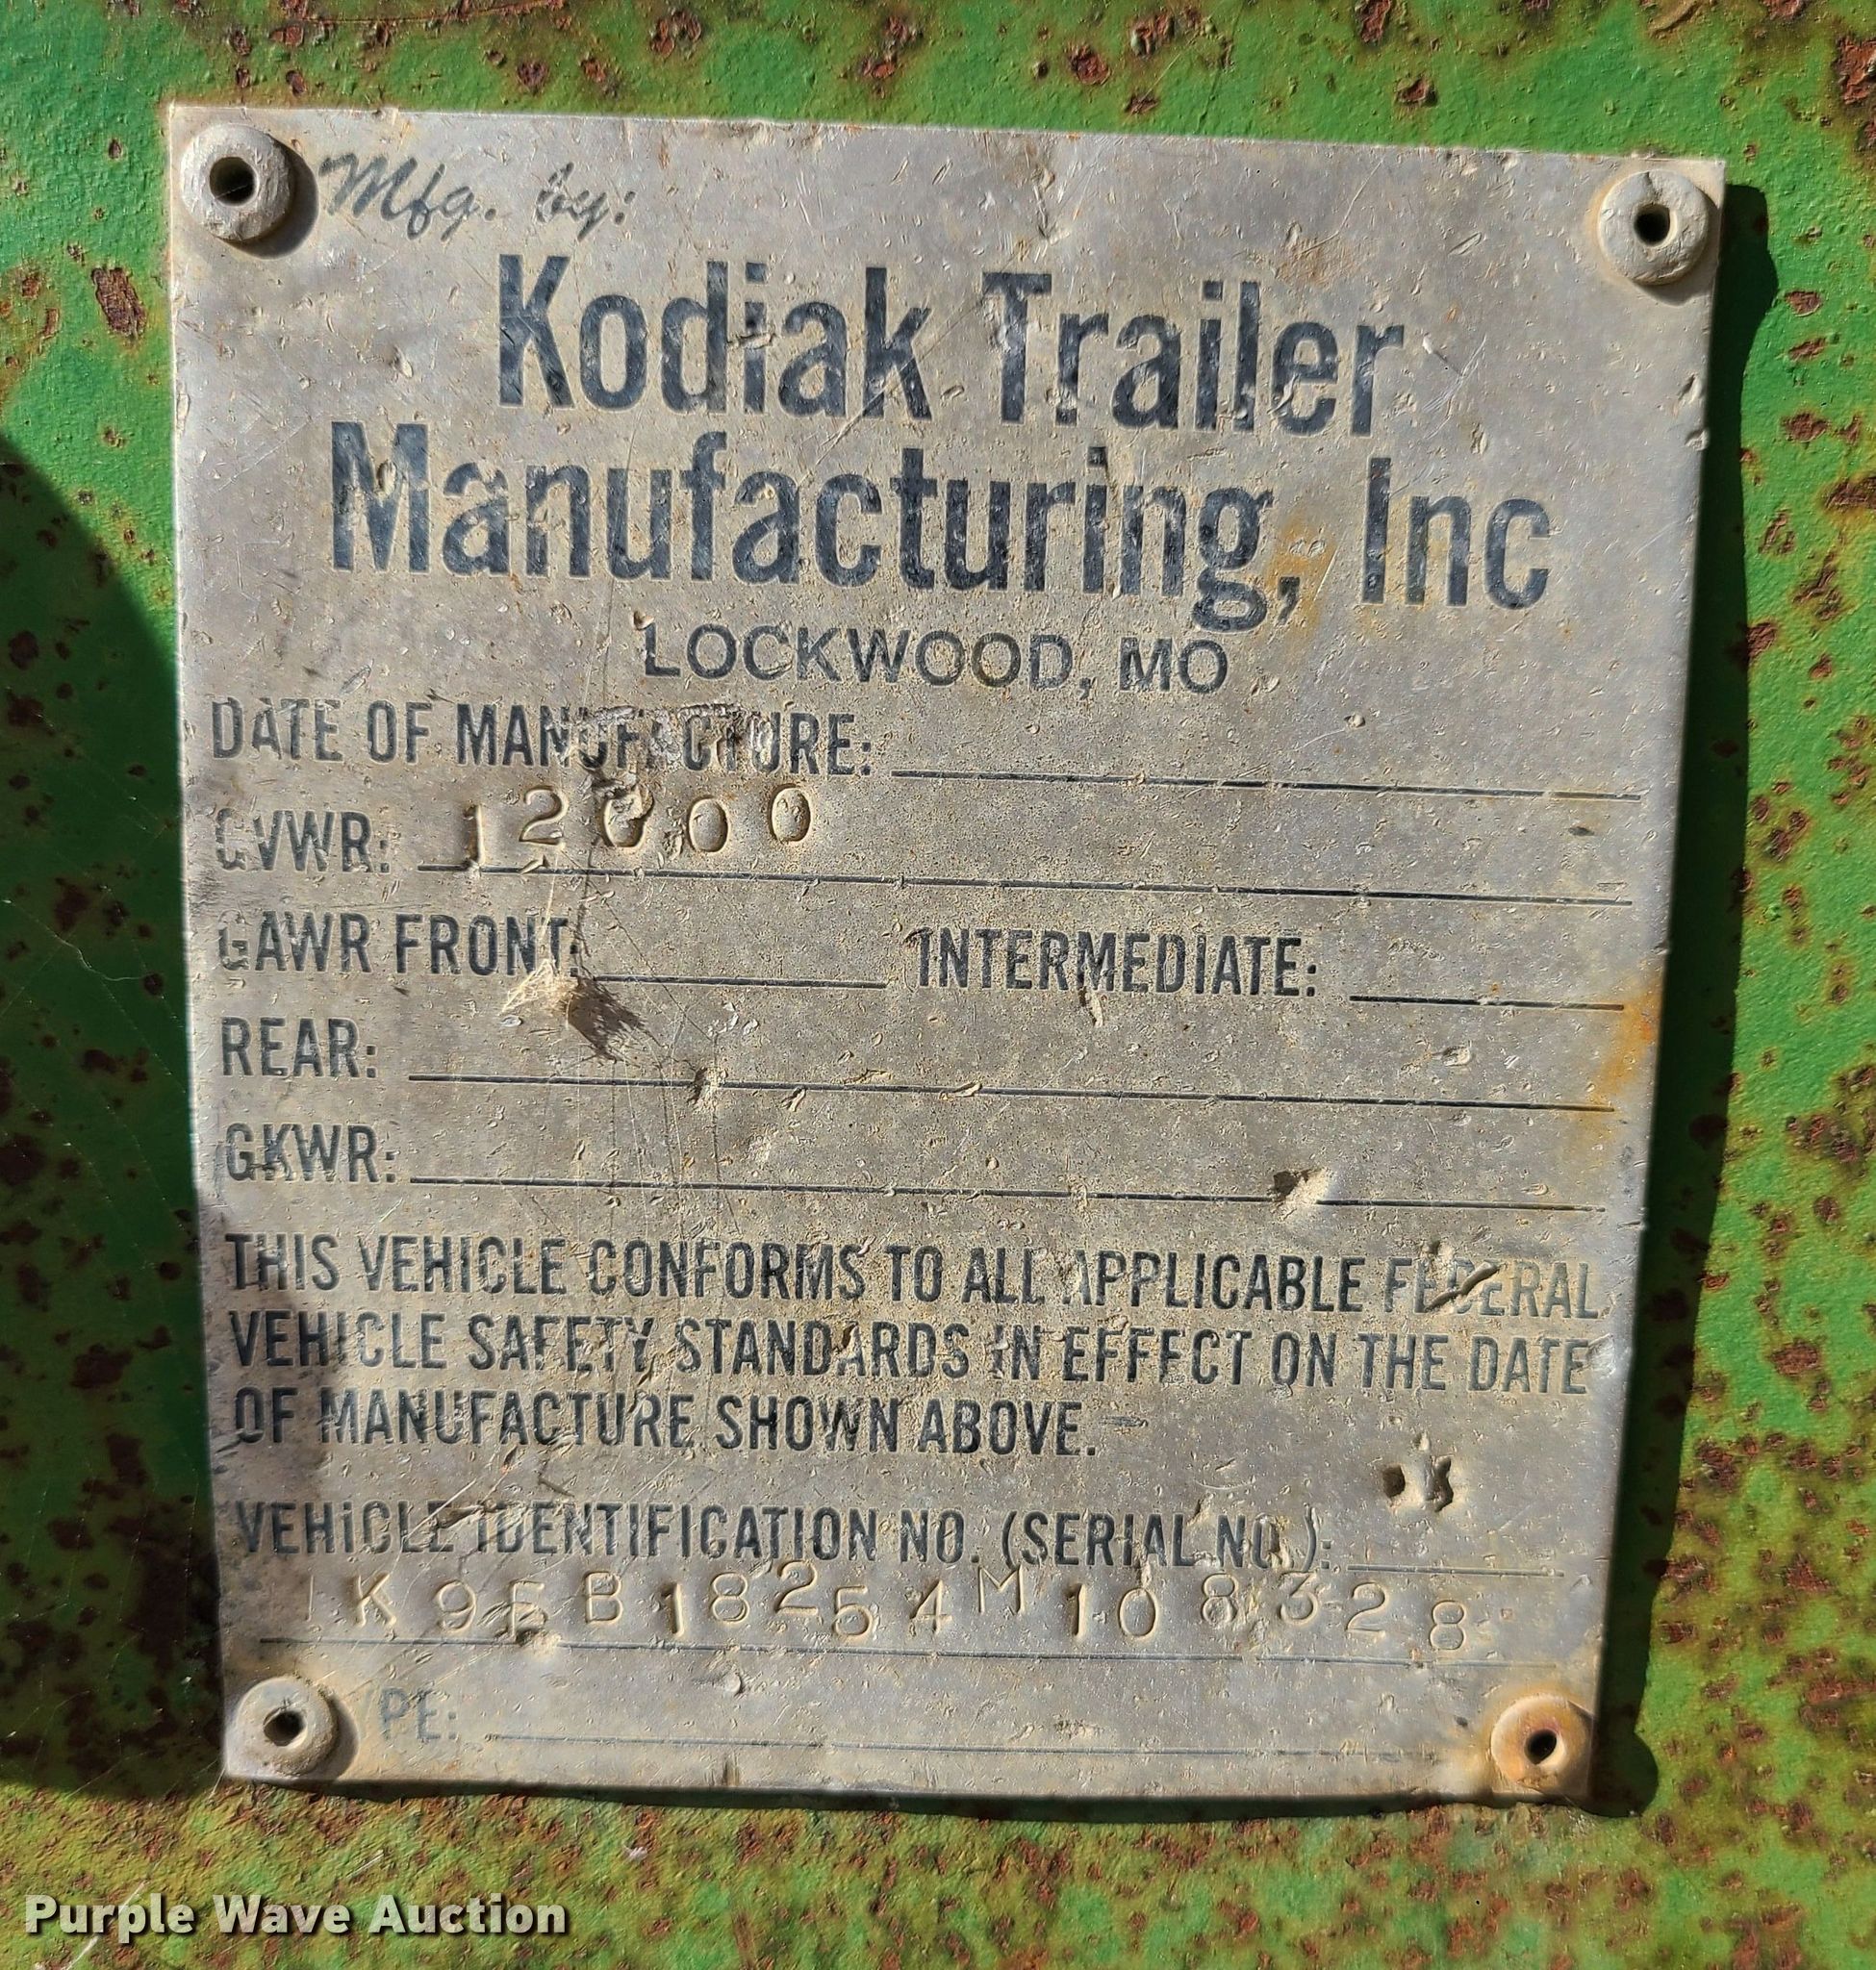 Mfg. by:
Kodiak Trailer
Manufacturing, Inc
LOCKWOOD, MO
DATE OF MANUFACTURE:
GVWR: 12000
GAWR FRONT: INTERMEDIATE:
REAR:
GKWR:
THIS VEHICLE CONFORMS TO ALL APPLICABLE FEDERAL
VEHICLE SAFETY STANDARDS IN EFFECT ON THE DATE
OF MANUFACTURE SHOWN ABOVE.
VEHICLE IDENTIFICATION NO. (SERIAL NO.):
1K9EB18254M108328
PE:
Purple Wave Auction